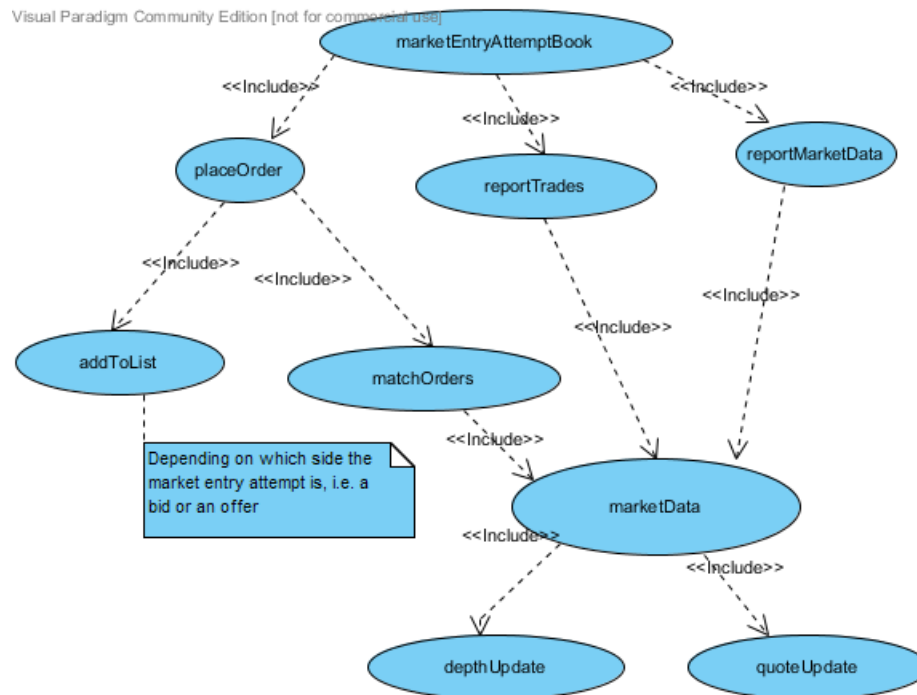 Visual Paradigm Community Edition [not for commercial use]
marketEntryAttemptBook
<<Include>>
<<Include>>
<<Include>>
placeOrder
reportTrades
reportMarketData
<<Include>>
<<Include>>
<<Include>>
<<Include>>
addToList
matchOrders
<<Include>>
Depending on which side the
market entry attempt is, i.e. a
bid or an offer
marketData
<<Include>>
<<Include>>
depthUpdate
quoteUpdate